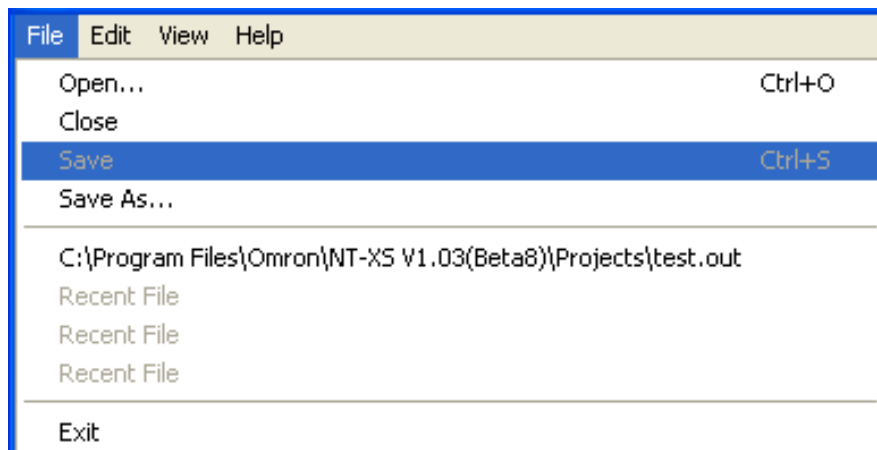 File Edit View Help
Open... Ctrl+O
Close
Save Ctrl+S
Save As...
C:\Program Files\Omron\NT-XS V1.03(Beta8)\Projects\test.out
Recent File
Recent File
Recent File
Exit